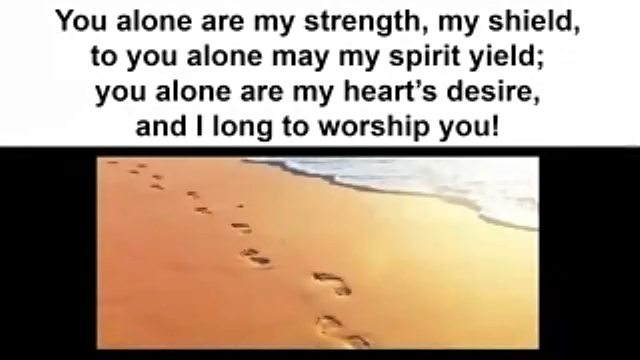 You alone are my strength, my shield,
to you alone may my spirit yield;
you alone are my heart’s desire,
and I long to worship you!